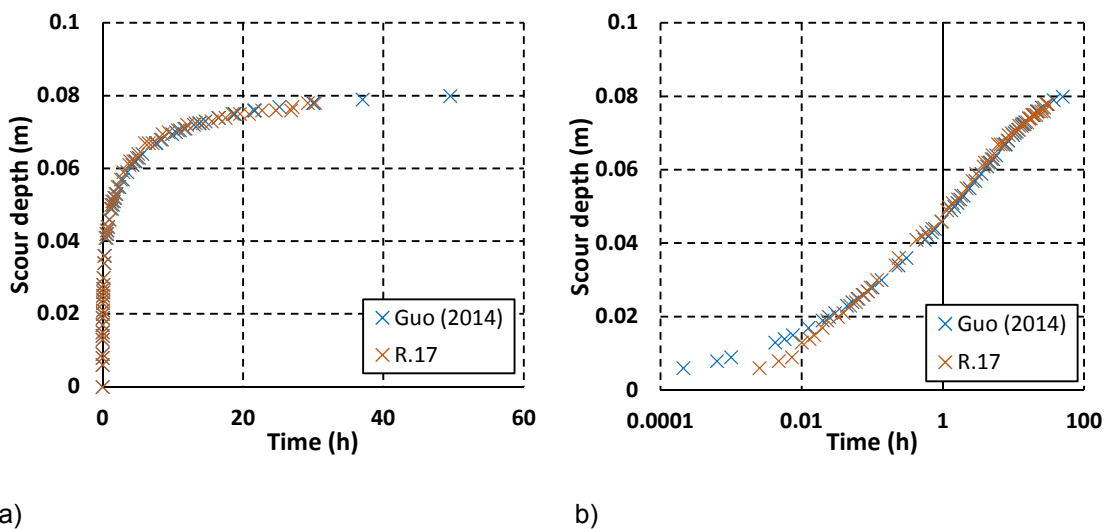 0.1
0.08
0.06
0.04
0.02
0
Scour depth (m)
0 20 40 60
Time (h)
Guo (2014)
R.17
a)
0.1
0.08
0.06
0.04
0.02
0
Scour depth (m)
0.0001 0.01 1 100
Time (h)
Guo (2014)
R.17
b)